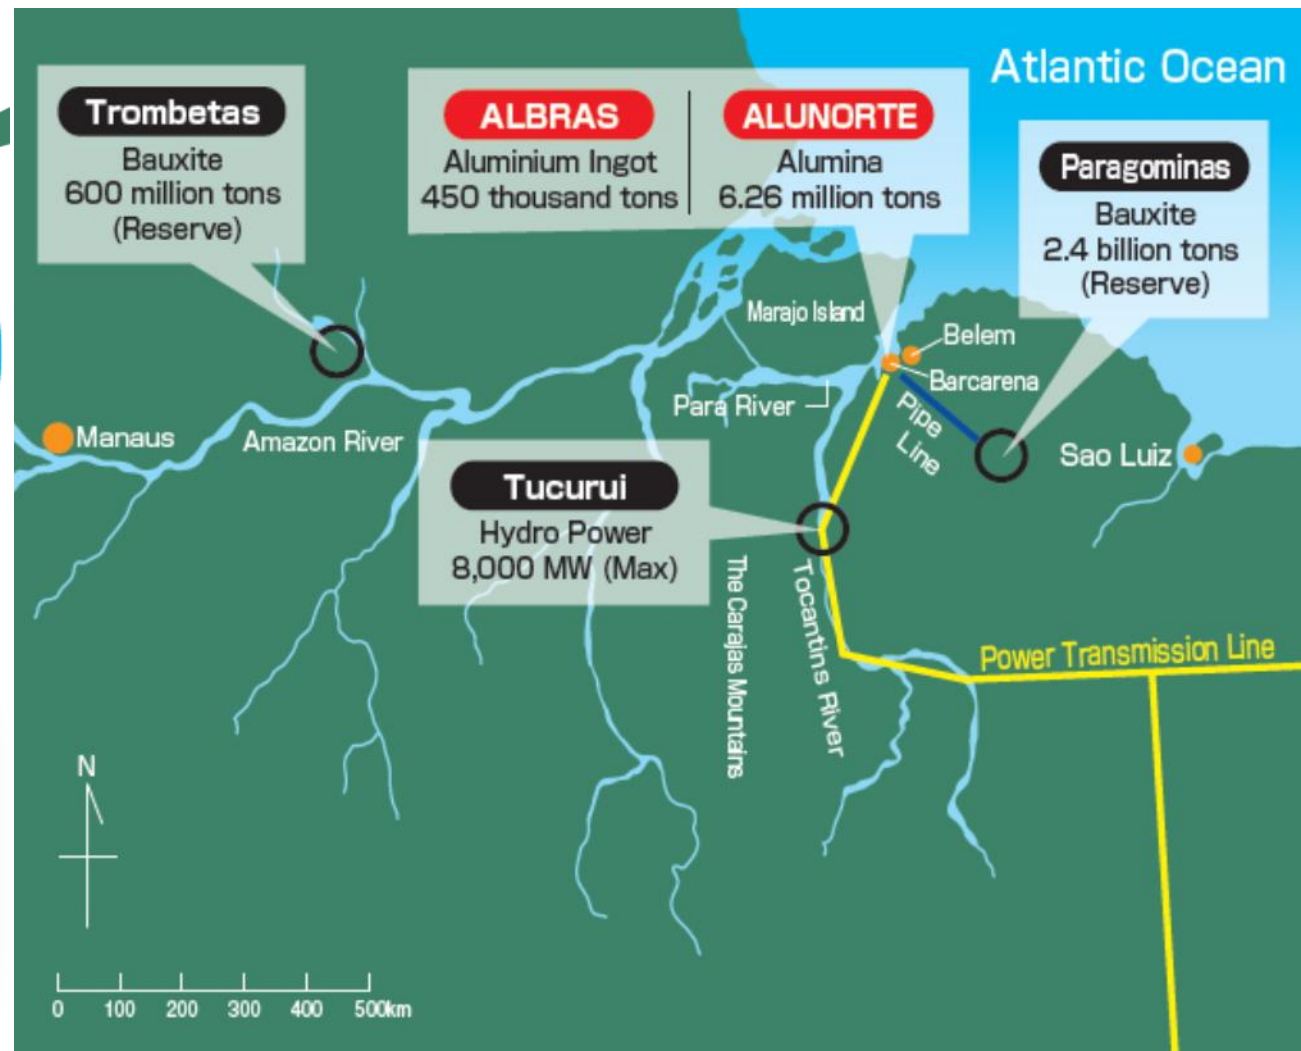 Atlantic Ocean
Trombetas
Bauxite
600 million tons
(Reserve)
ALBRAS
Aluminium Ingot
450 thousand tons
ALUNORTE
Alumina
6.26 million tons
Paragominas
Bauxite
2.4 billion tons
(Reserve)
Marajo Island
Belem
Barcarena
Para River
Pipe
Line
Manaus
Amazon River
Sao Luiz
Tucurui
Hydro Power
8,000 MW (Max)
The Carajas Mountains
Tocantins River
Power Transmission Line
N
0 100 200 300 400 500km